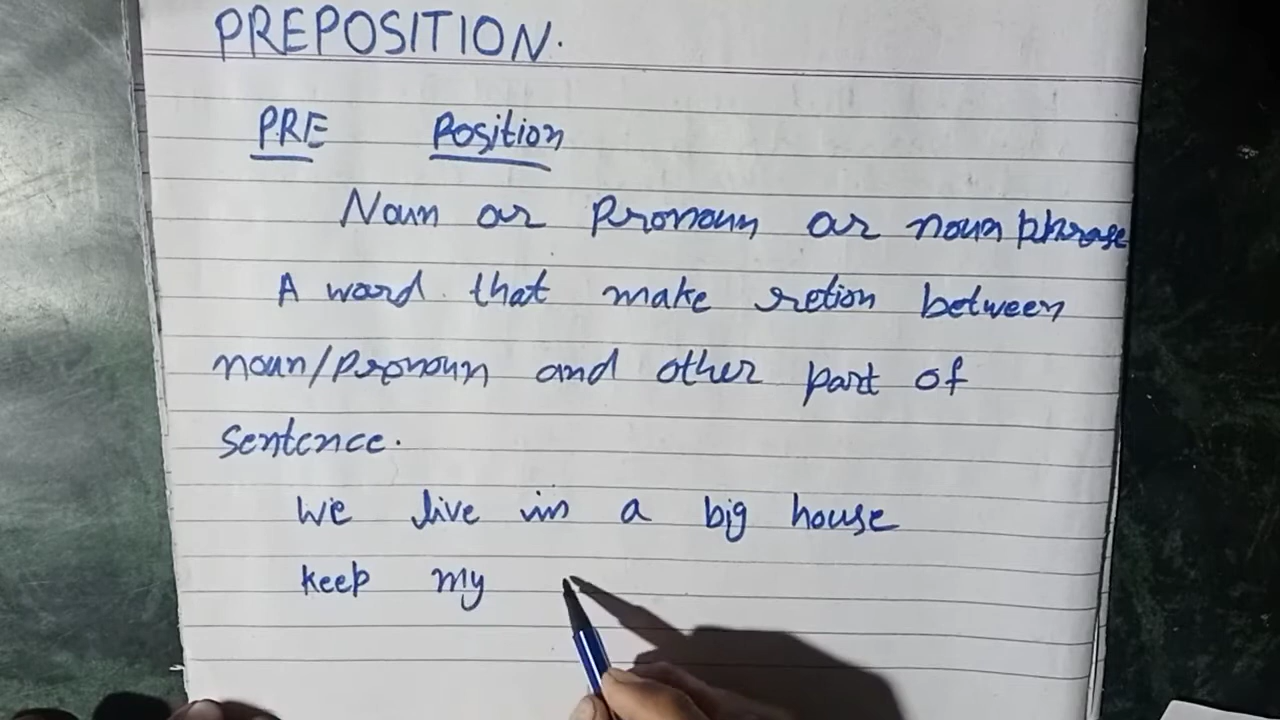 PREPOSITION.
PRE Position
Noun or Pronoun or noun phrase
A word that make retion between
noun/pronoun and other part of
sentence.
We live in a big house
keep my